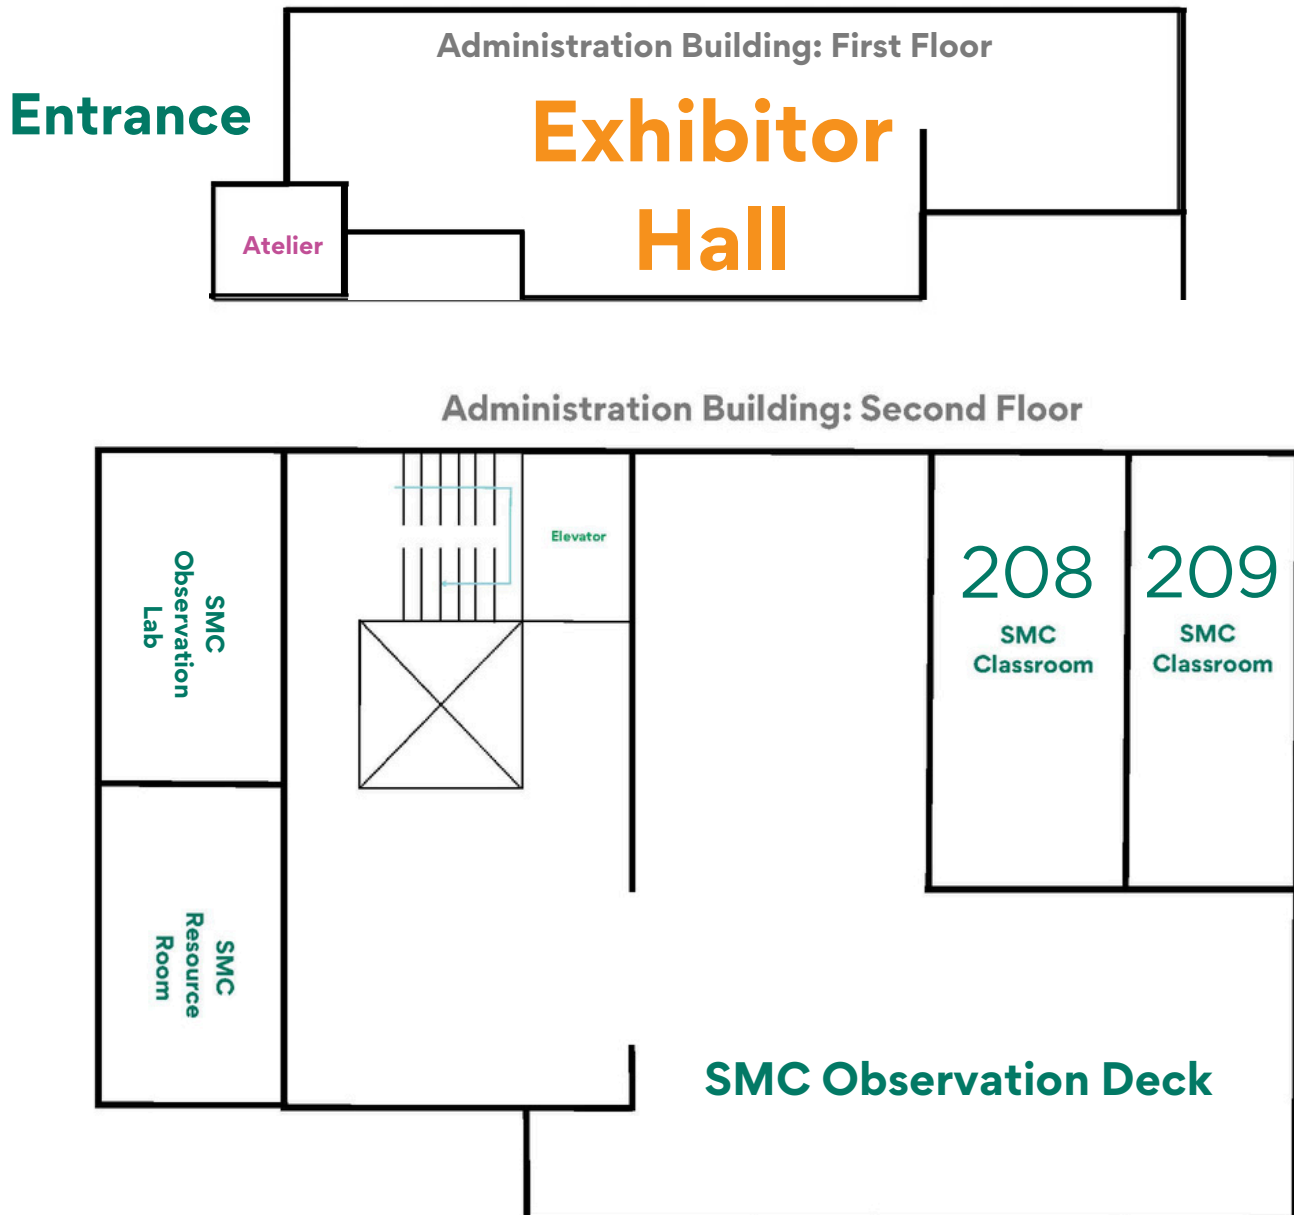 Administration Building: First Floor
Entrance
Exhibitor
Hall
Atelier
Administration Building: Second Floor
SMC
Observation
Lab
Elevator
208
SMC
Classroom
209
SMC
Classroom
SMC
Resource
Room
SMC Observation Deck